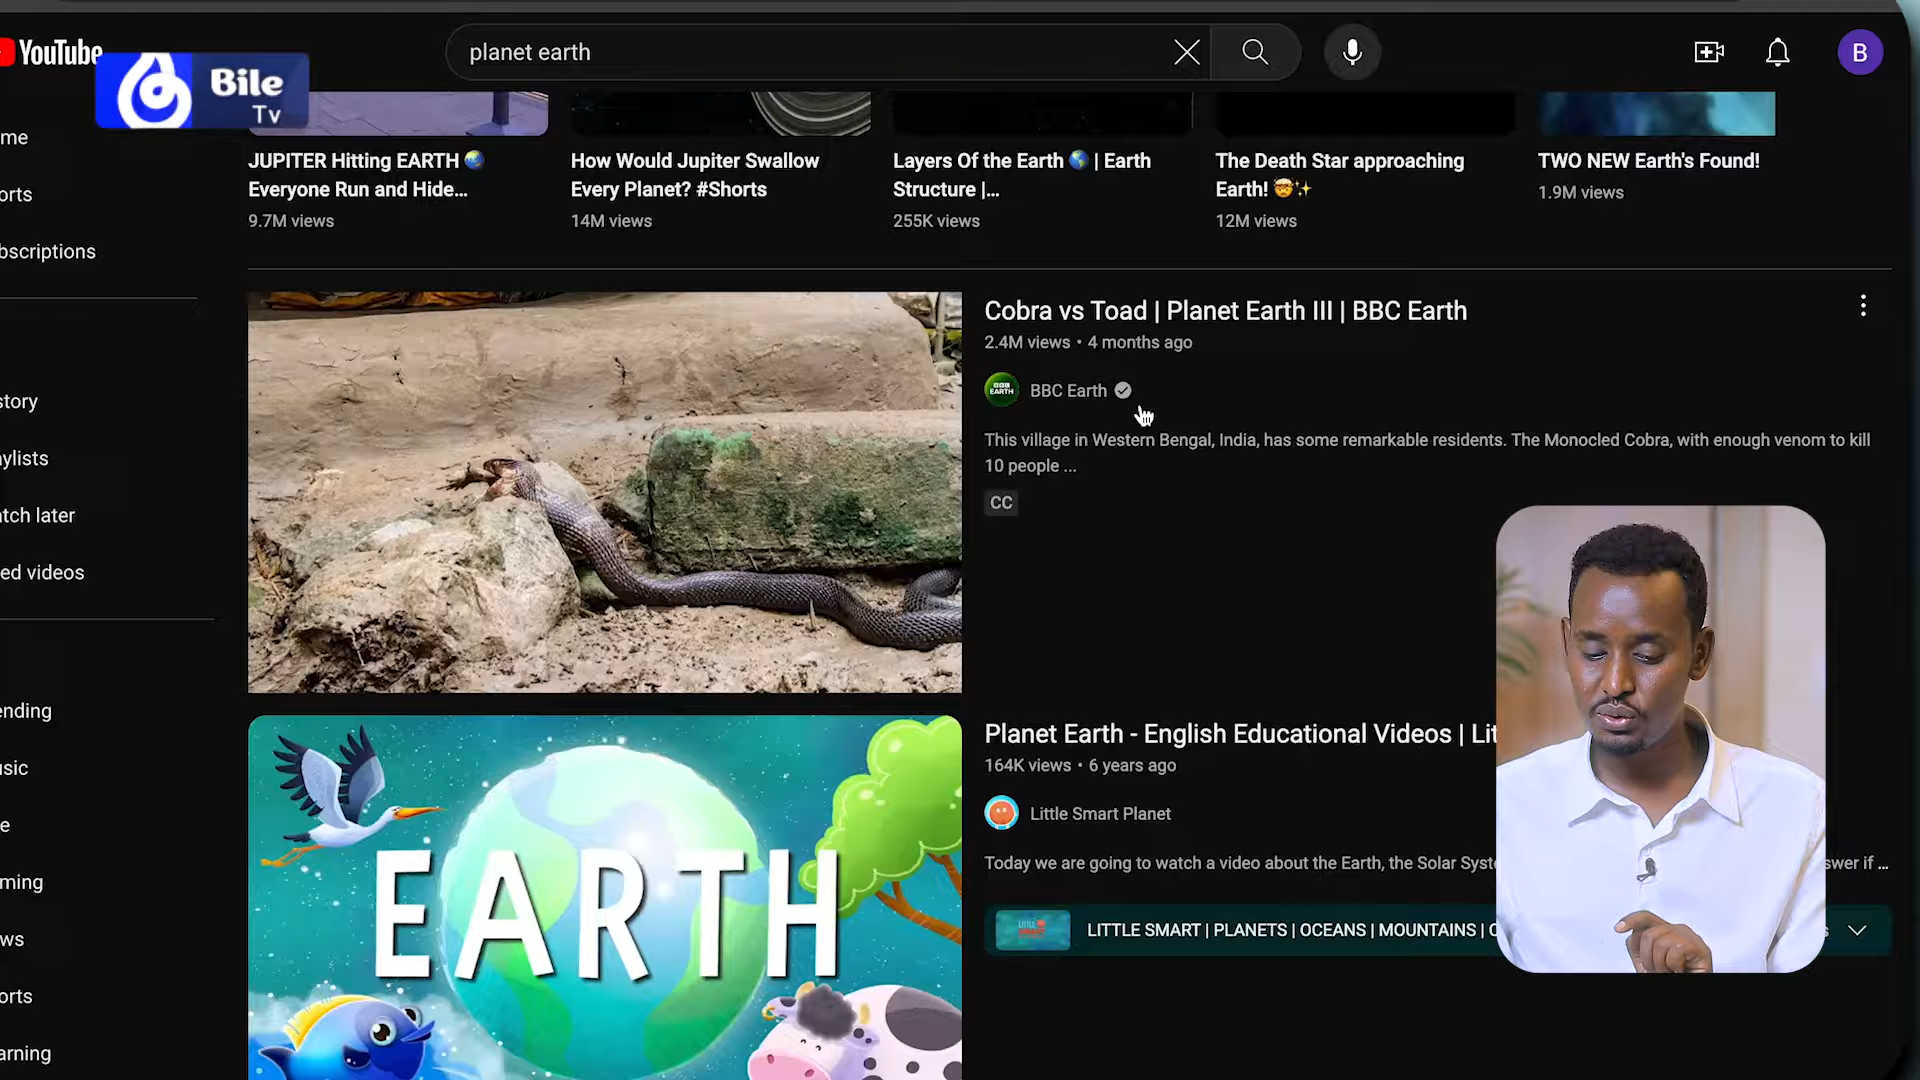 YouTube
planet earth
B
Bile
Tv
me
orts
bscriptions
story
aylists
tch later
ed videos
ending
usic
e
ming
ws
orts
arning
JUPITER Hitting EARTH 🌏
Everyone Run and Hide...
9.7M views
How Would Jupiter Swallow
Every Planet? #Shorts
14M views
Layers Of the Earth 🌎 | Earth
Structure |...
255K views
The Death Star approaching
Earth! 🤯✨
12M views
TWO NEW Earth's Found!
1.9M views
Cobra vs Toad | Planet Earth III | BBC Earth
2.4M views • 4 months ago
BBC
EARTH
BBC Earth
This village in Western Bengal, India, has some remarkable residents. The Monocled Cobra, with enough venom to kill
10 people ...
CC
EARTH
Planet Earth - English Educational Videos | Lit
164K views • 6 years ago
Little Smart Planet
Today we are going to watch a video about the Earth, the Solar Syste
swer if ...
LITTLE SMART | PLANETS | OCEANS | MOUNTAINS |